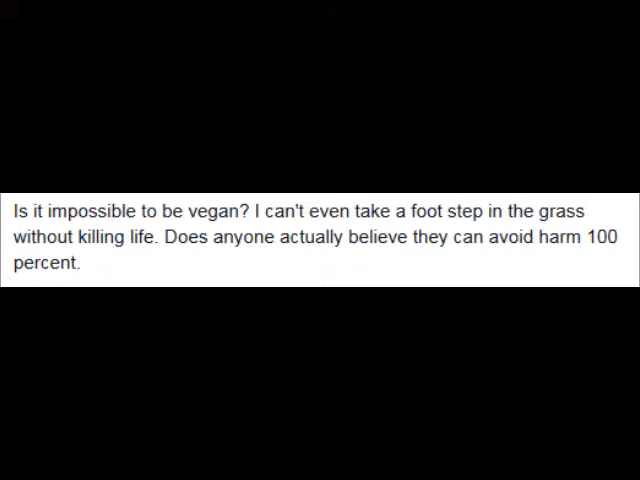 Is it impossible to be vegan? I can't even take a foot step in the grass
without killing life. Does anyone actually believe they can avoid harm 100
percent.